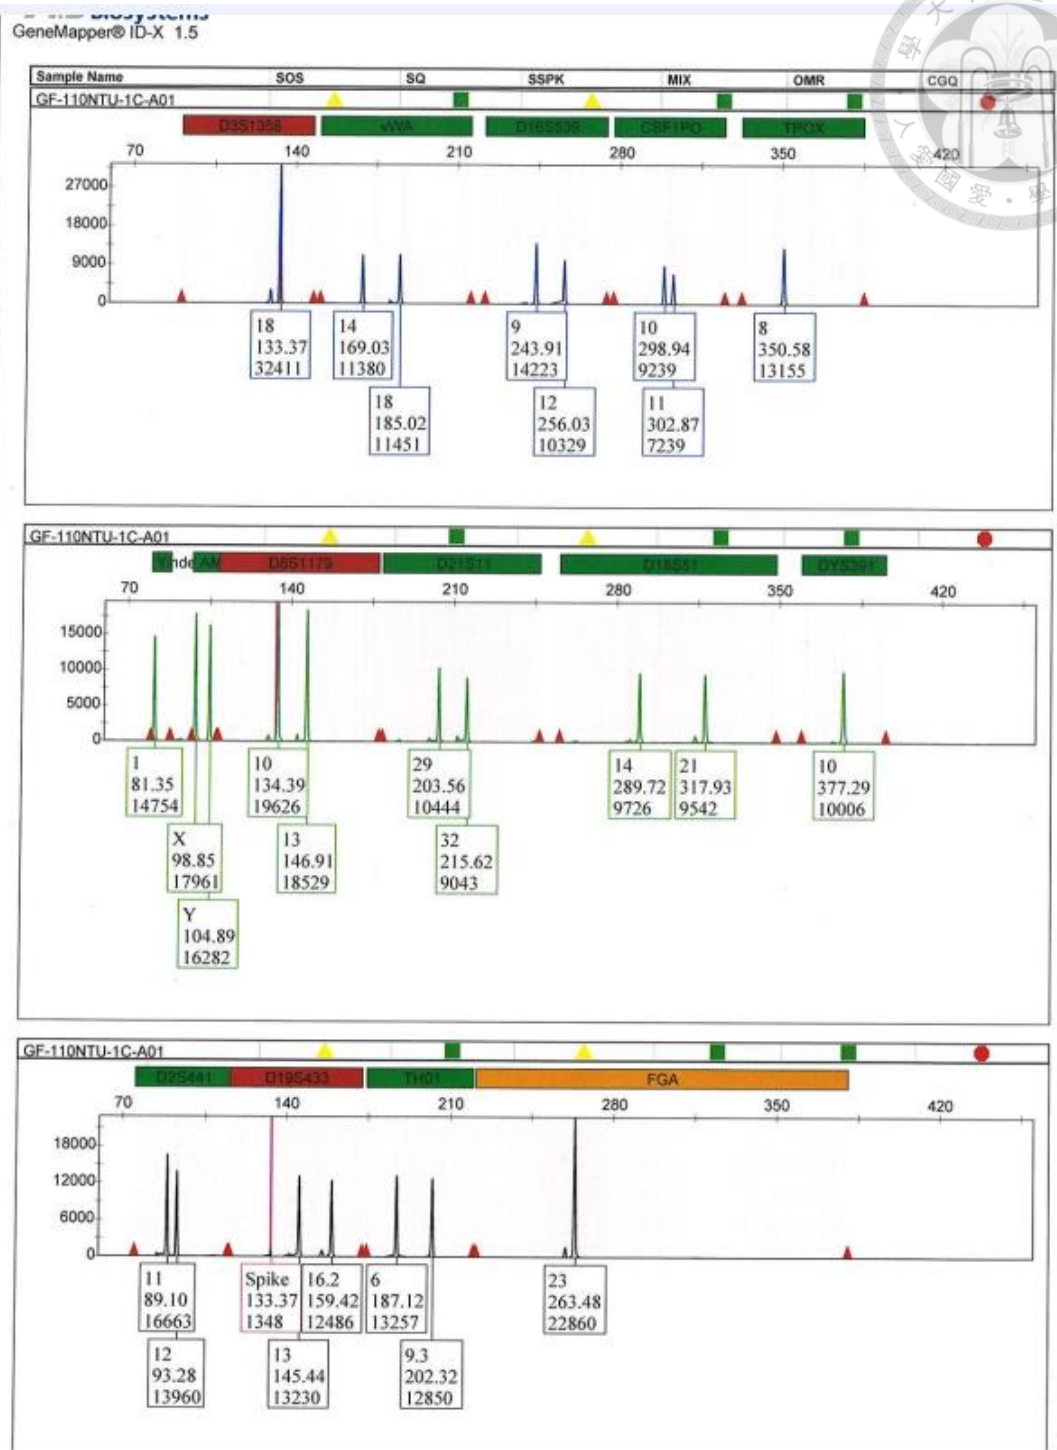 Biosystems
GeneMapper® ID-X 1.5
Sample Name SOS SQ SSPK MIX OMR CGQ
GF-110NTU-1C-A01
D3S1358 vWA D16S539 CSF1PO TPOX
70 140 210 280 350 420
27000
18000
9000
0
18 14 9 10 8
133.37 169.03 243.91 298.94 350.58
32411 11380 14223 9239 13155
18 12 11
185.02 256.03 302.87
11451 10329 7239
GF-110NTU-1C-A01
Yinde AM D8S1179 D21S11 D18S51 DYS391
70 140 210 280 350 420
15000
10000
5000
0
1 10 29 14 21 10
81.35 134.39 203.56 289.72 317.93 377.29
14754 19626 10444 9726 9542 10006
X 13 32
98.85 146.91 215.62
17961 18529 9043
Y
104.89
16282
GF-110NTU-1C-A01
D2S441 D19S433 TH01 FGA
70 140 210 280 350 420
18000
12000
6000
0
11 Spike 16.2 6 23
89.10 133.37 159.42 187.12 263.48
16663 1348 12486 13257 22860
12 13 9.3
93.28 145.44 202.32
13960 13230 12850